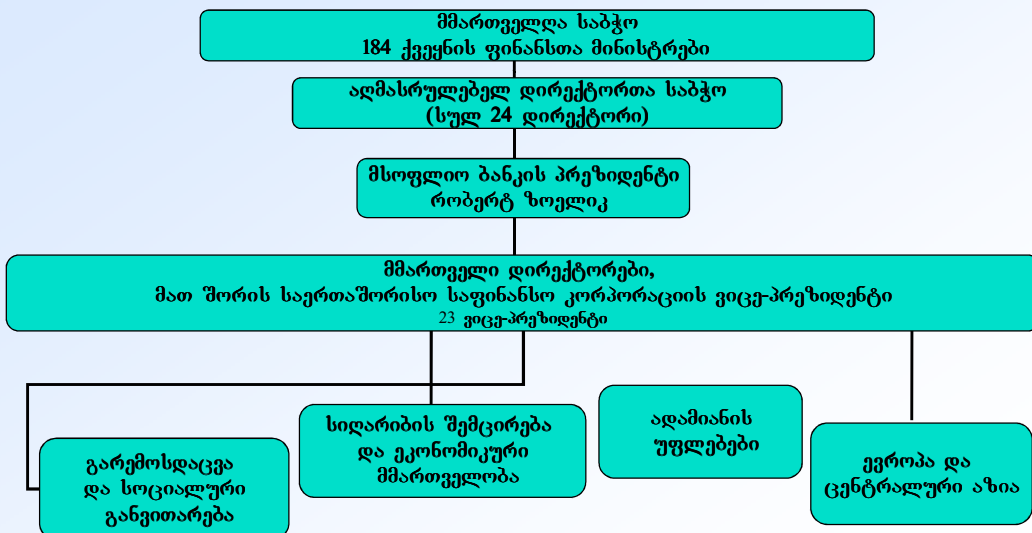 მმართველღა საბჭო
184 ქვეყნის ფინანსთა მინისტრები
აღმასრულებელ დირექტორთა საბჭო
(სულ 24 დირექტორი)
მსოფლიო ბანკის პრეზიდენტი
რობერტ ზოელიკ
მმართველი დირექტორები,
მათ შორის საერთაშორისო საფინანსო კორპორაციის ვიცე-პრეზიდენტი
23 ვიცე-პრეზიდენტი
სიღარიბის შემცირება
და ეკონომიკური
მმართველობა
ადამიანის
უფლებები
გარემოსდაცვა
და სოციალური
განვითარება
ევროპა და
ცენტრალური აზია